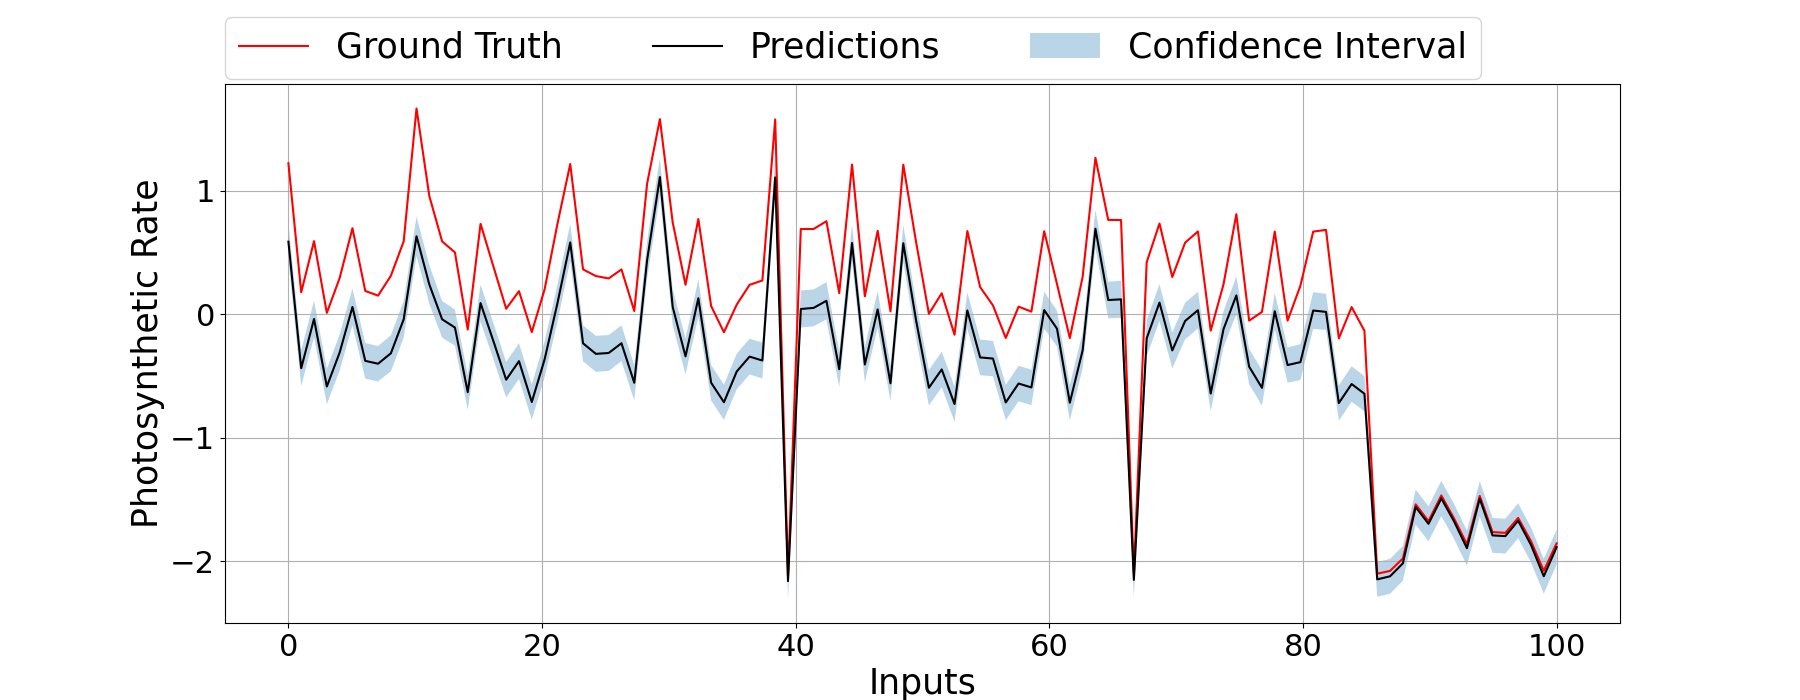 Ground Truth Predictions Confidence Interval
Photosynthetic Rate
1
0
−1
−2
0 20 40 60 80 100
Inputs